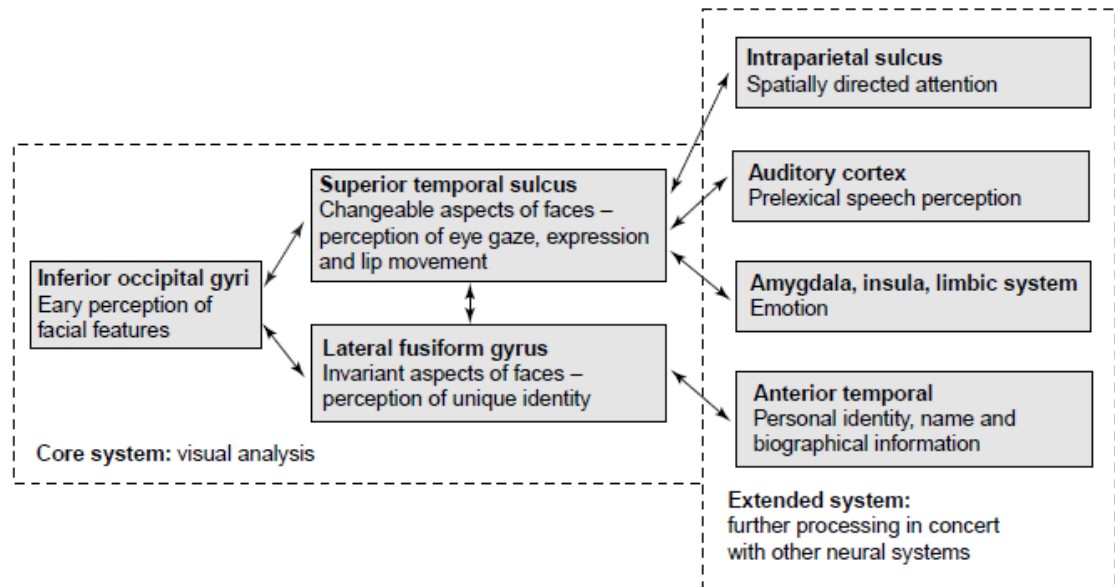 Inferior occipital gyri
Eary perception of
facial features
Superior temporal sulcus
Changeable aspects of faces –
perception of eye gaze, expression
and lip movement
Lateral fusiform gyrus
Invariant aspects of faces –
perception of unique identity
Core system: visual analysis
Intraparietal sulcus
Spatially directed attention
Auditory cortex
Prelexical speech perception
Amygdala, insula, limbic system
Emotion
Anterior temporal
Personal identity, name and
biographical information
Extended system:
further processing in concert
with other neural systems